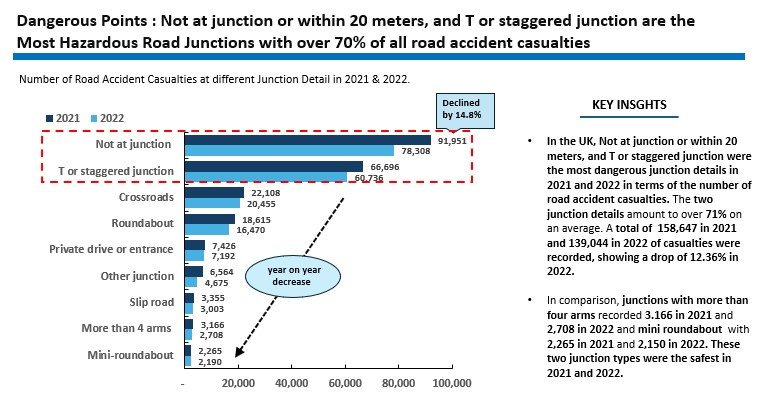 Dangerous Points : Not at junction or within 20 meters, and T or staggered junction are the
Most Hazardous Road Junctions with over 70% of all road accident casualties
Number of Road Accident Casualties at different Junction Detail in 2021 & 2022.
Declined
by 14.8%
2021 2022
Not at junction 91,951
78,308
T or staggered junction 66,696
60,736
Crossroads 22,108
20,455
Roundabout 18,615
16,470
Private drive or entrance 7,426
7,192
Other junction 6,564
4,675
Slip road 3,355
3,003
More than 4 arms 3,166
2,708
Mini-roundabout 2,265
2,190
year on year
decrease
- 20,000 40,000 60,000 80,000 100,000
KEY INSGHTS
• In the UK, Not at junction or within 20
meters, and T or staggered junction were
the most dangerous junction details in
2021 and 2022 in terms of the number of
road accident casualties. The two
junction details amount to over 71% on
an average. A total of 158,647 in 2021
and 139,044 in 2022 of casualties were
recorded, showing a drop of 12.36% in
2022.
• In comparison, junctions with more than
four arms recorded 3.166 in 2021 and
2,708 in 2022 and mini roundabout with
2,265 in 2021 and 2,150 in 2022. These
two junction types were the safest in
2021 and 2022.